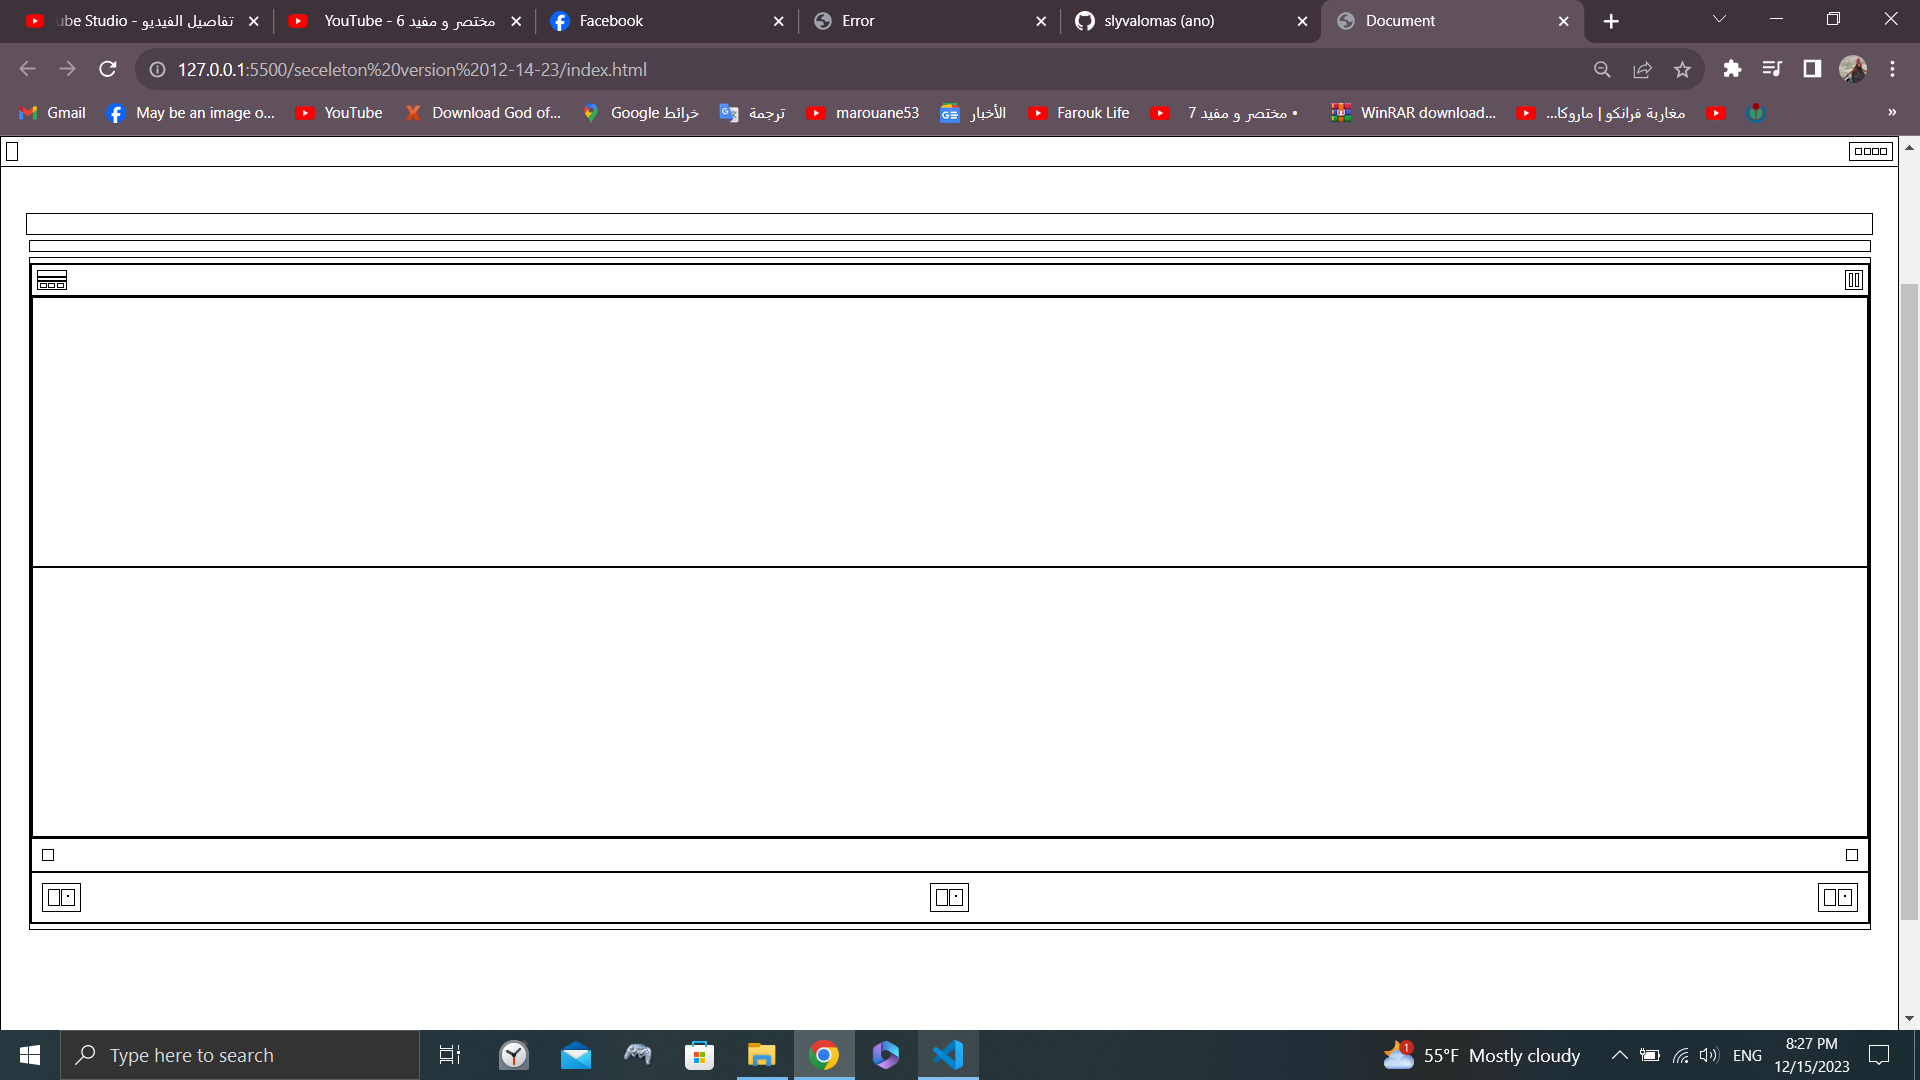 ube Studio - تفاصيل الفيديو
YouTube - 6 مختصر و مفيد
Facebook
Error
slyvalomas (ano)
Document
127.0.0.1:5500/seceleton%20version%2012-14-23/index.html
Gmail
May be an image o...
YouTube
Download God of...
خرائط Google
ترجمة
marouane53
الأخبار
Farouk Life
• مختصر و مفيد 7
WinRAR download...
مغاربة فرانكو | ماروكا...
»
Type here to search
1
55°F Mostly cloudy
ENG
8:27 PM
12/15/2023